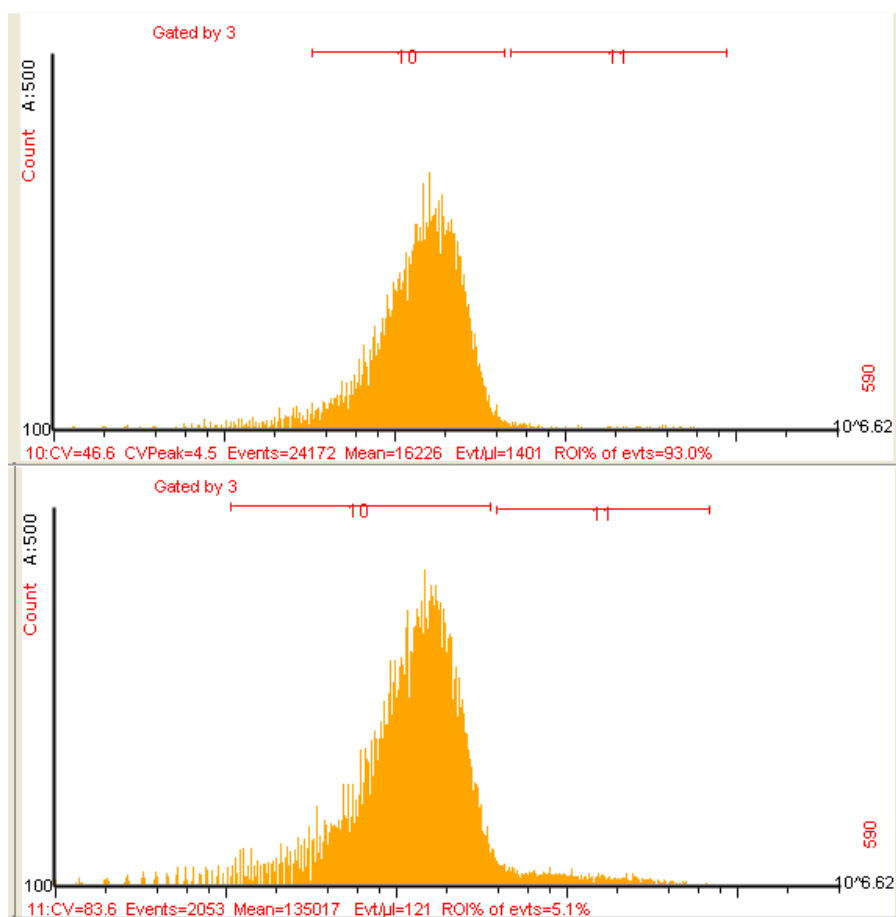 Gated by 3
10 11
Count A:500
590
100 10^6.62
10:CV=46.6 CVPeak=4.5 Events=24172 Mean=16226 Evt/µl=1401 ROI% of evts=93.0%
Gated by 3
10 11
Count A:500
590
100 10^6.62
11:CV=83.6 Events=2053 Mean=135017 Evt/µl=121 ROI% of evts=5.1%